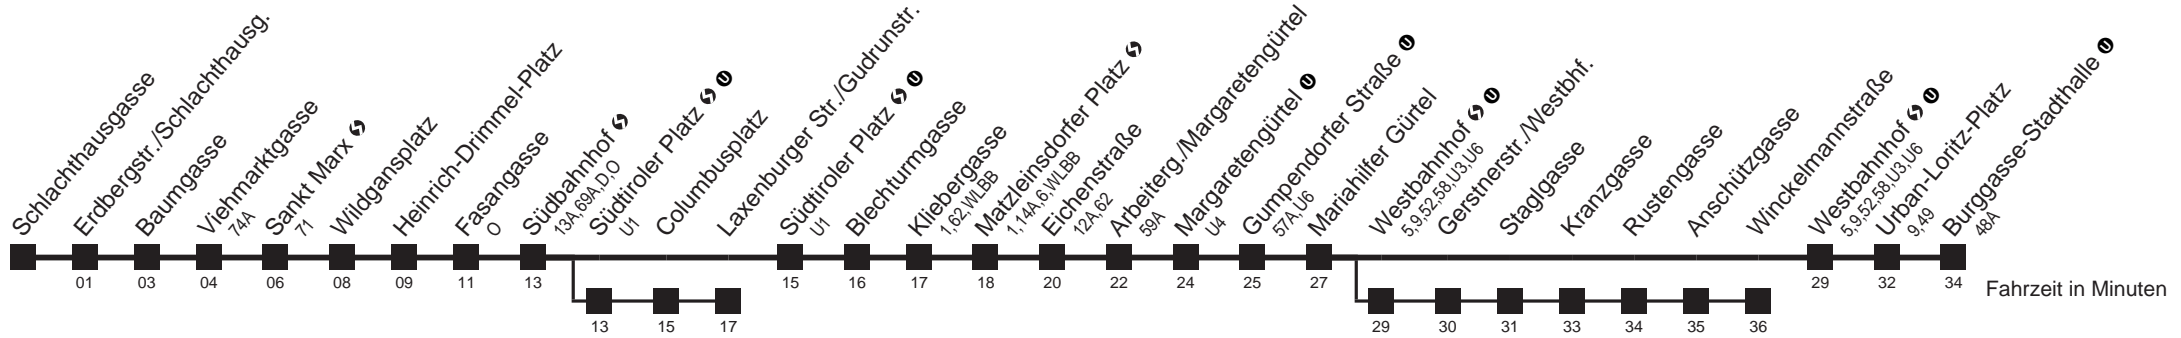 Schlachthausgasse
Erdbergstr./Schlachthausg.
Baumgasse
Viehmarktgasse
74A
Sankt Marx
71
Wildgansplatz
Heinrich-Drimmel-Platz
Fasangasse
O
Südbahnhof
13A,69A,D,O
Südtiroler Platz U
U1
Columbusplatz
Laxenburger Str./Gudrunstr.
Südtiroler Platz U
U1
Blechturmgasse
Kliebergasse
1,62,WLBB
Matzleinsdorfer Platz
1,14A,6,WLBB
Eichenstraße
12A,62
Arbeiterg./Margaretengürtel
59A
Margaretengürtel U
U4
Gumpendorfer Straße U
57A,U6
Mariahilfer Gürtel
Westbahnhof U
5,9,52,58,U3,U6
Gerstnerstr./Westbhf.
Staglgasse
Kranzgasse
Rustengasse
Anschützgasse
Winckelmannstraße
Westbahnhof U
5,9,52,58,U3,U6
Urban-Loritz-Platz
9,49
Burggasse-Stadthalle U
48A
01 03 04 06 08 09 11 13 15 16 17 18 20 22 24 25 27 29 32 34
Fahrzeit in Minuten
13 15 17 29 30 31 33 34 35 36